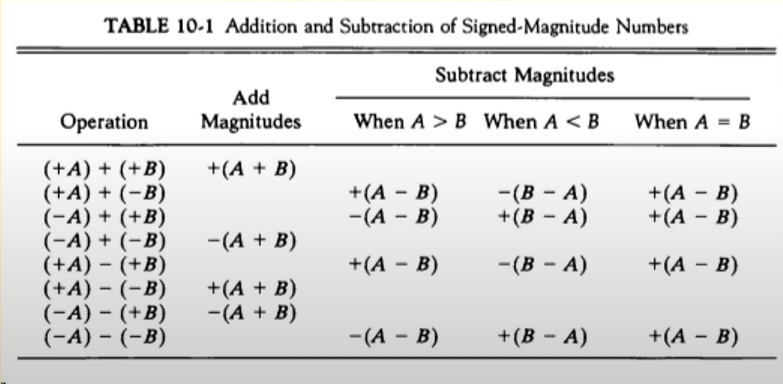 TABLE 10-1 Addition and Subtraction of Signed-Magnitude Numbers
Subtract Magnitudes
Add
Operation Magnitudes When A > B When A < B When A = B
(+A) + (+B) +(A + B)
(+A) + (−B) +(A − B) −(B − A) +(A − B)
(−A) + (+B) −(A − B) +(B − A) +(A − B)
(−A) + (−B) −(A + B)
(+A) − (+B) +(A − B) −(B − A) +(A − B)
(+A) − (−B) +(A + B)
(−A) − (+B) −(A + B)
(−A) − (−B) −(A − B) +(B − A) +(A − B)